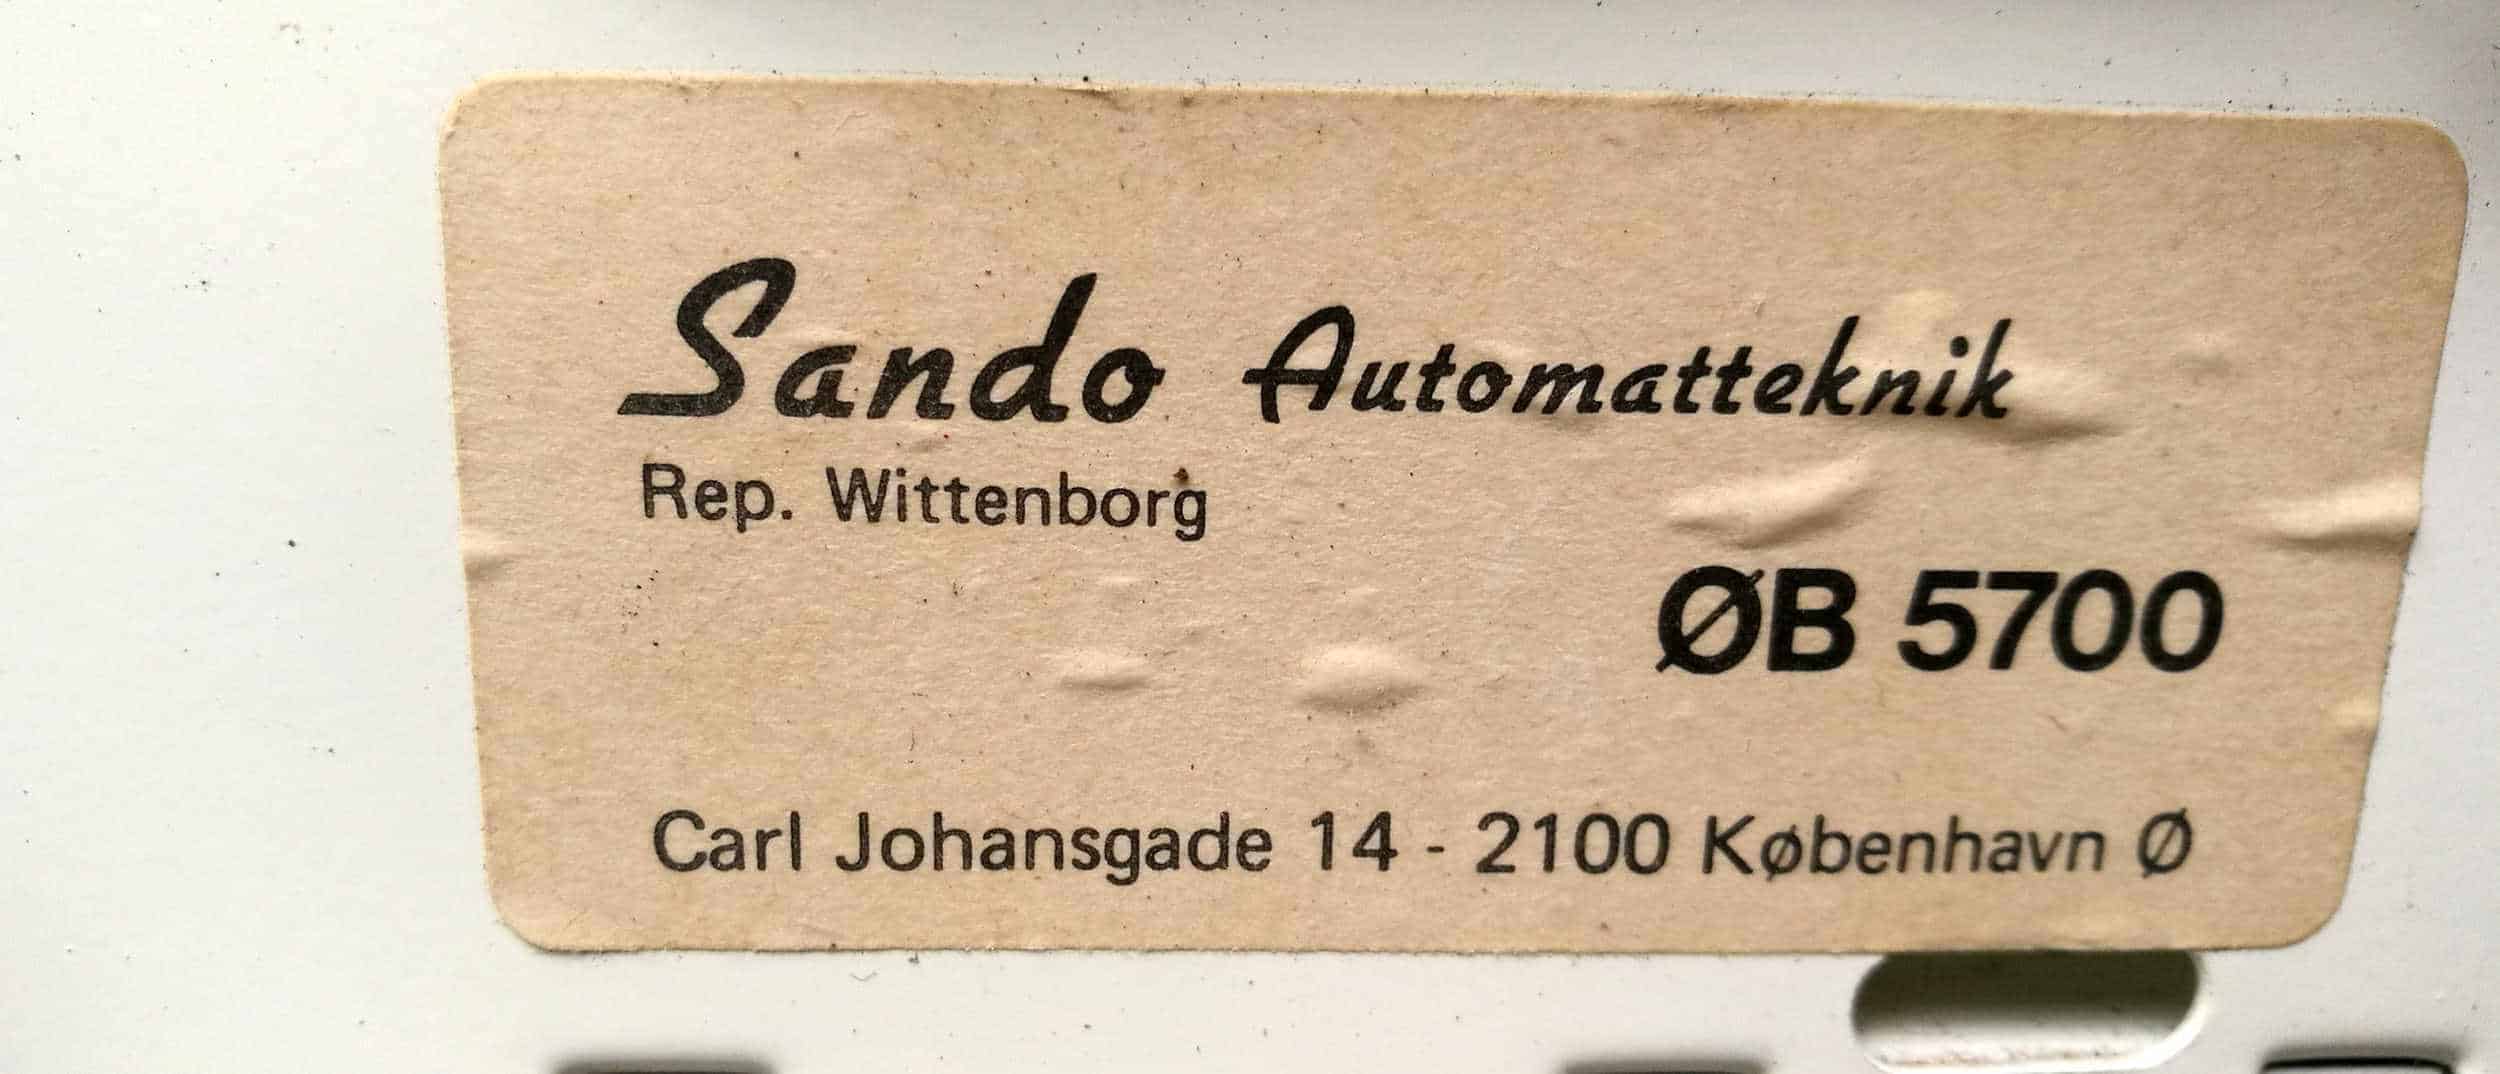 Sando Automatteknik
Rep. Wittenborg
ØB 5700
Carl Johansgade 14 - 2100 København Ø